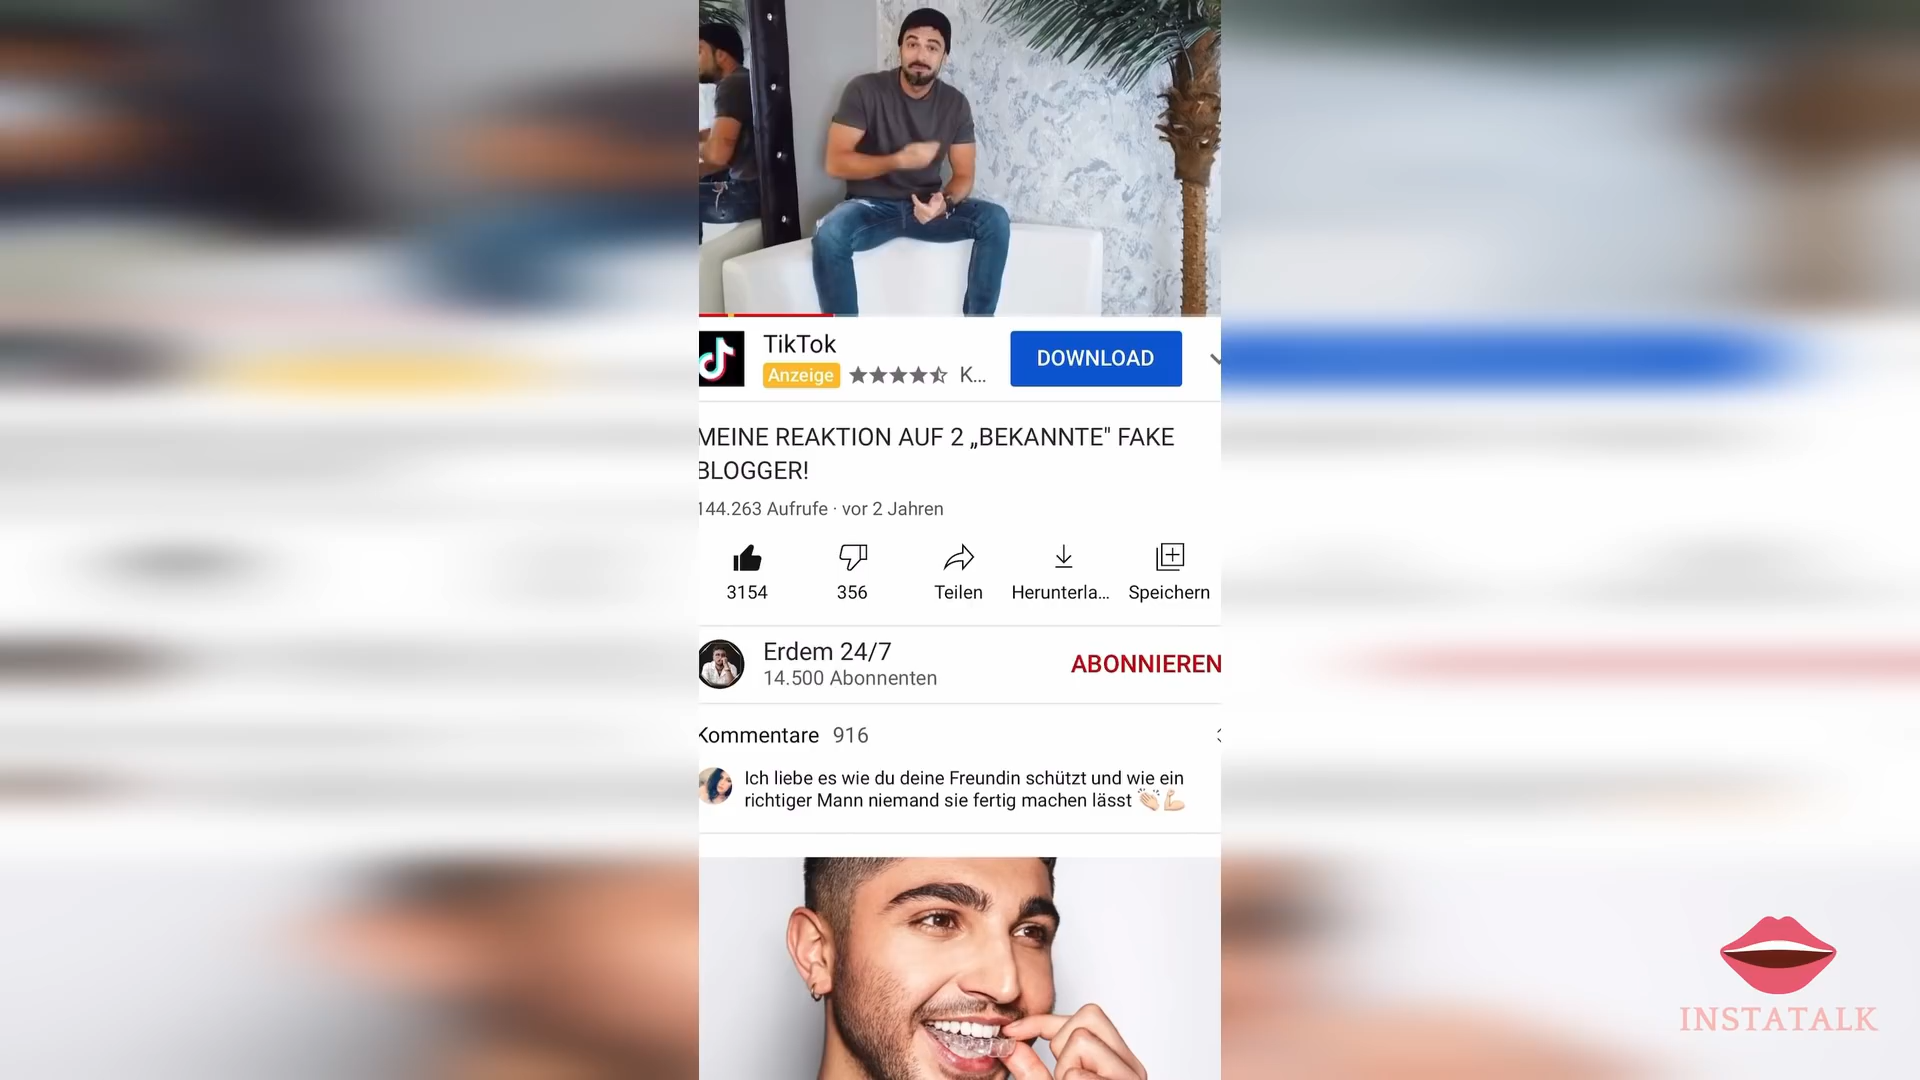 TikTok
DOWNLOAD
Anzeige K...
MEINE REAKTION AUF 2 „BEKANNTE" FAKE
BLOGGER!
144.263 Aufrufe · vor 2 Jahren
3154
356
Teilen
Herunterla...
Speichern
Erdem 24/7
14.500 Abonnenten
ABONNIEREN
Kommentare 916
Ich liebe es wie du deine Freundin schützt und wie ein
richtiger Mann niemand sie fertig machen lässt 👏🏻💪🏻
INSTATALK